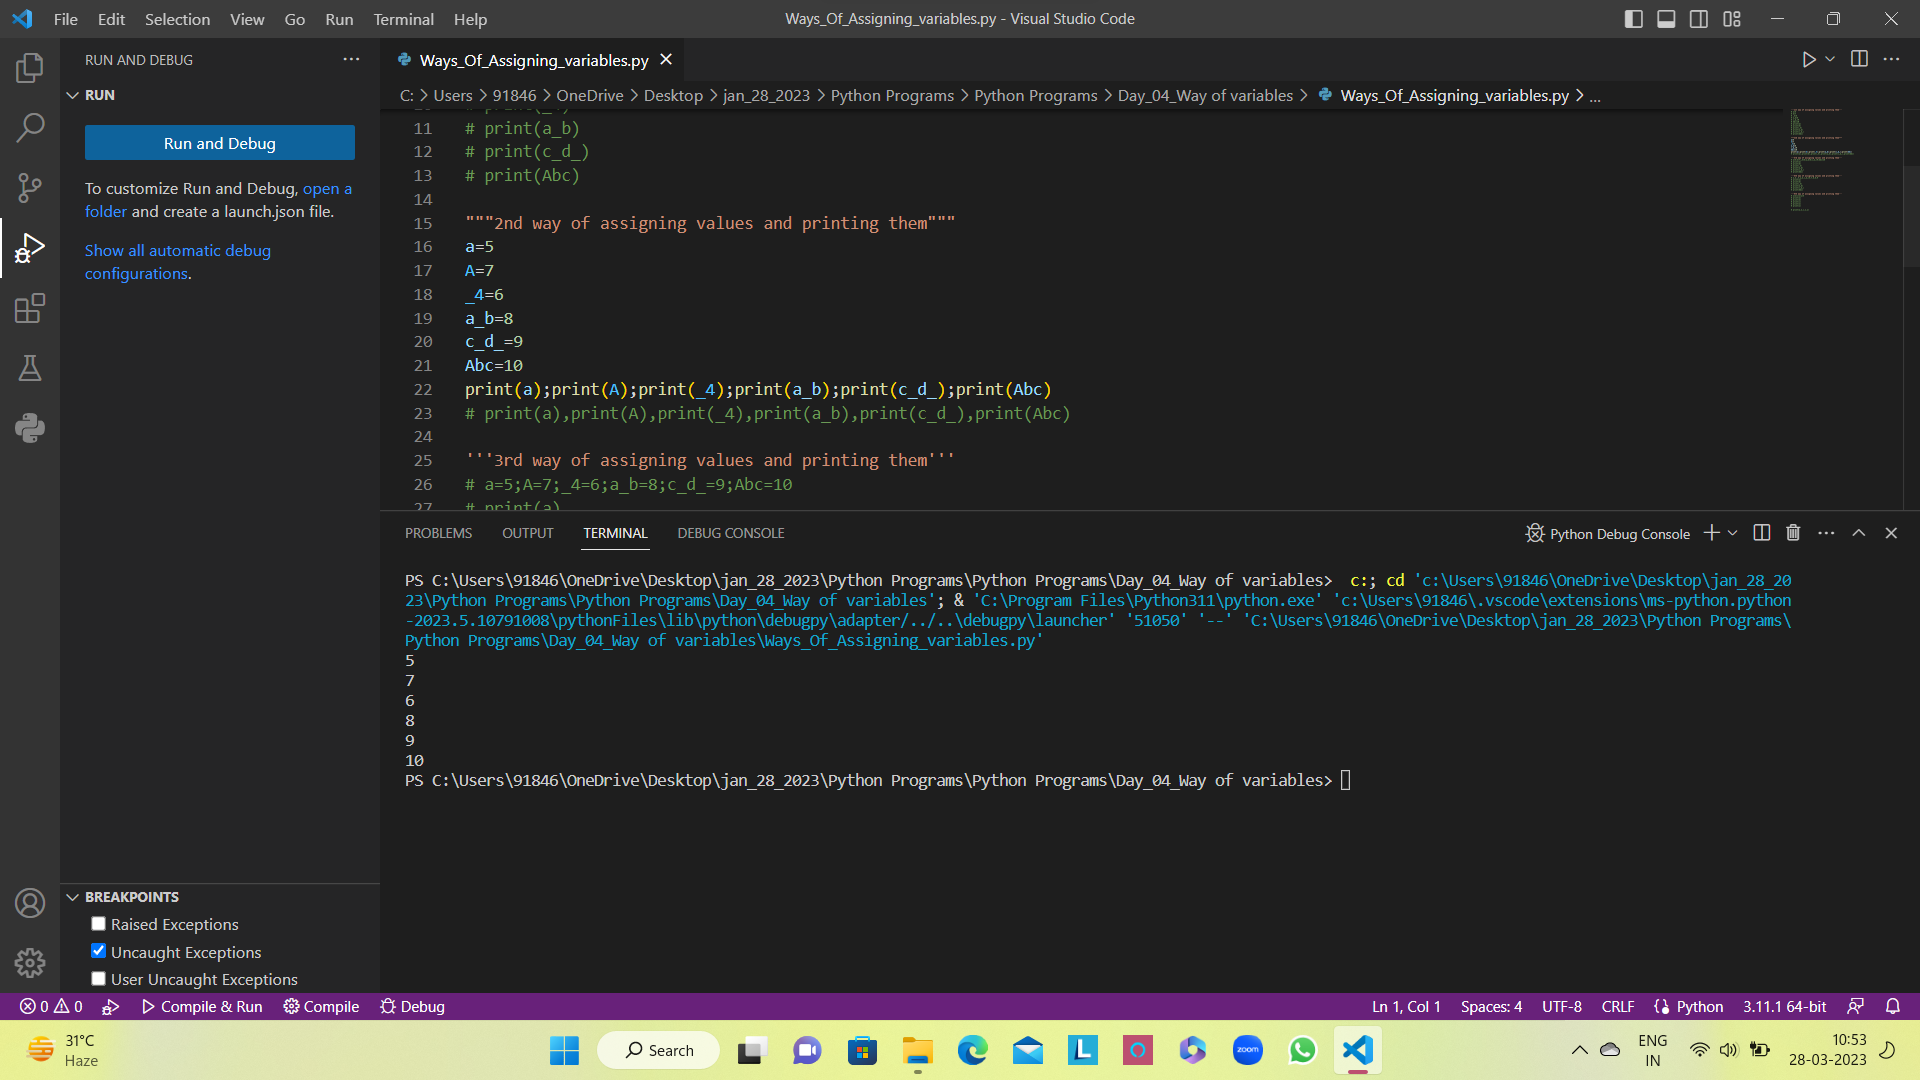 File Edit Selection View Go Run Terminal Help
Ways_Of_Assigning_variables.py - Visual Studio Code
RUN AND DEBUG
RUN
Run and Debug
To customize Run and Debug, open a
folder and create a launch.json file.
Show all automatic debug
configurations.
BREAKPOINTS
Raised Exceptions
Uncaught Exceptions
User Uncaught Exceptions
Ways_Of_Assigning_variables.py
C: > Users > 91846 > OneDrive > Desktop > jan_28_2023 > Python Programs > Python Programs > Day_04_Way of variables > Ways_Of_Assigning_variables.py > ...
11 # print(a_b)
12 # print(c_d_)
13 # print(Abc)
14
15 """2nd way of assigning values and printing them"""
16 a=5
17 A=7
18 _4=6
19 a_b=8
20 c_d_=9
21 Abc=10
22 print(a);print(A);print(_4);print(a_b);print(c_d_);print(Abc)
23 # print(a),print(A),print(_4),print(a_b),print(c_d_),print(Abc)
24
25 '''3rd way of assigning values and printing them'''
26 # a=5;A=7;_4=6;a_b=8;c_d_=9;Abc=10
27 # print(a)
PROBLEMS OUTPUT TERMINAL DEBUG CONSOLE
Python Debug Console
PS C:\Users\91846\OneDrive\Desktop\jan_28_2023\Python Programs\Python Programs\Day_04_Way of variables>  c:; cd 'c:\Users\91846\OneDrive\Desktop\jan_28_20
23\Python Programs\Python Programs\Day_04_Way of variables'; & 'C:\Program Files\Python311\python.exe' 'c:\Users\91846\.vscode\extensions\ms-python.python
-2023.5.10791008\pythonFiles\lib\python\debugpy\adapter/../..\debugpy\launcher' '51050' '--' 'C:\Users\91846\OneDrive\Desktop\jan_28_2023\Python Programs\
Python Programs\Day_04_Way of variables\Ways_Of_Assigning_variables.py'
5
7
6
8
9
10
PS C:\Users\91846\OneDrive\Desktop\jan_28_2023\Python Programs\Python Programs\Day_04_Way of variables>
0 0 Compile & Run Compile Debug
Ln 1, Col 1 Spaces: 4 UTF-8 CRLF Python 3.11.1 64-bit
31°C
Haze
Search
zoom
ENG
IN
10:53
28-03-2023